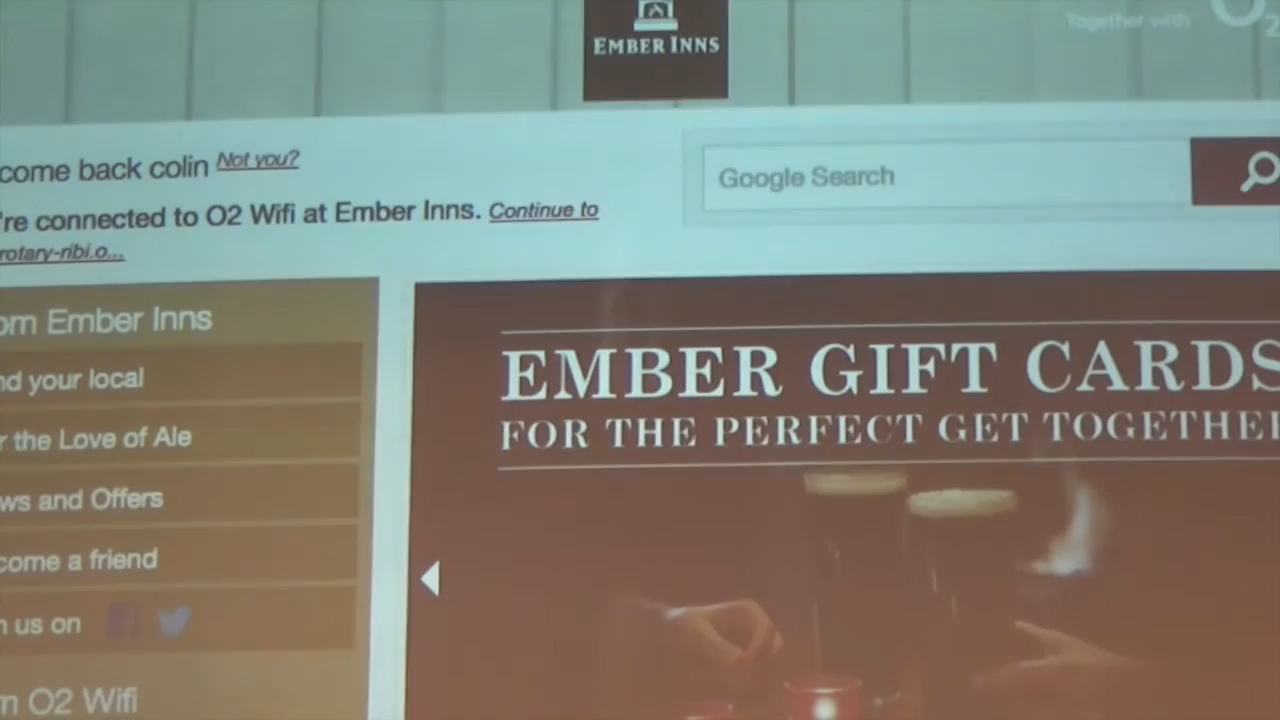 Together with O2
EMBER INNS
come back colin Not you?
Google Search
're connected to O2 Wifi at Ember Inns. Continue to
rotary-ribi.o...
om Ember Inns
nd your local
r the Love of Ale
ws and Offers
come a friend
n us on
m O2 Wifi
EMBER GIFT CARDS
FOR THE PERFECT GET TOGETHER